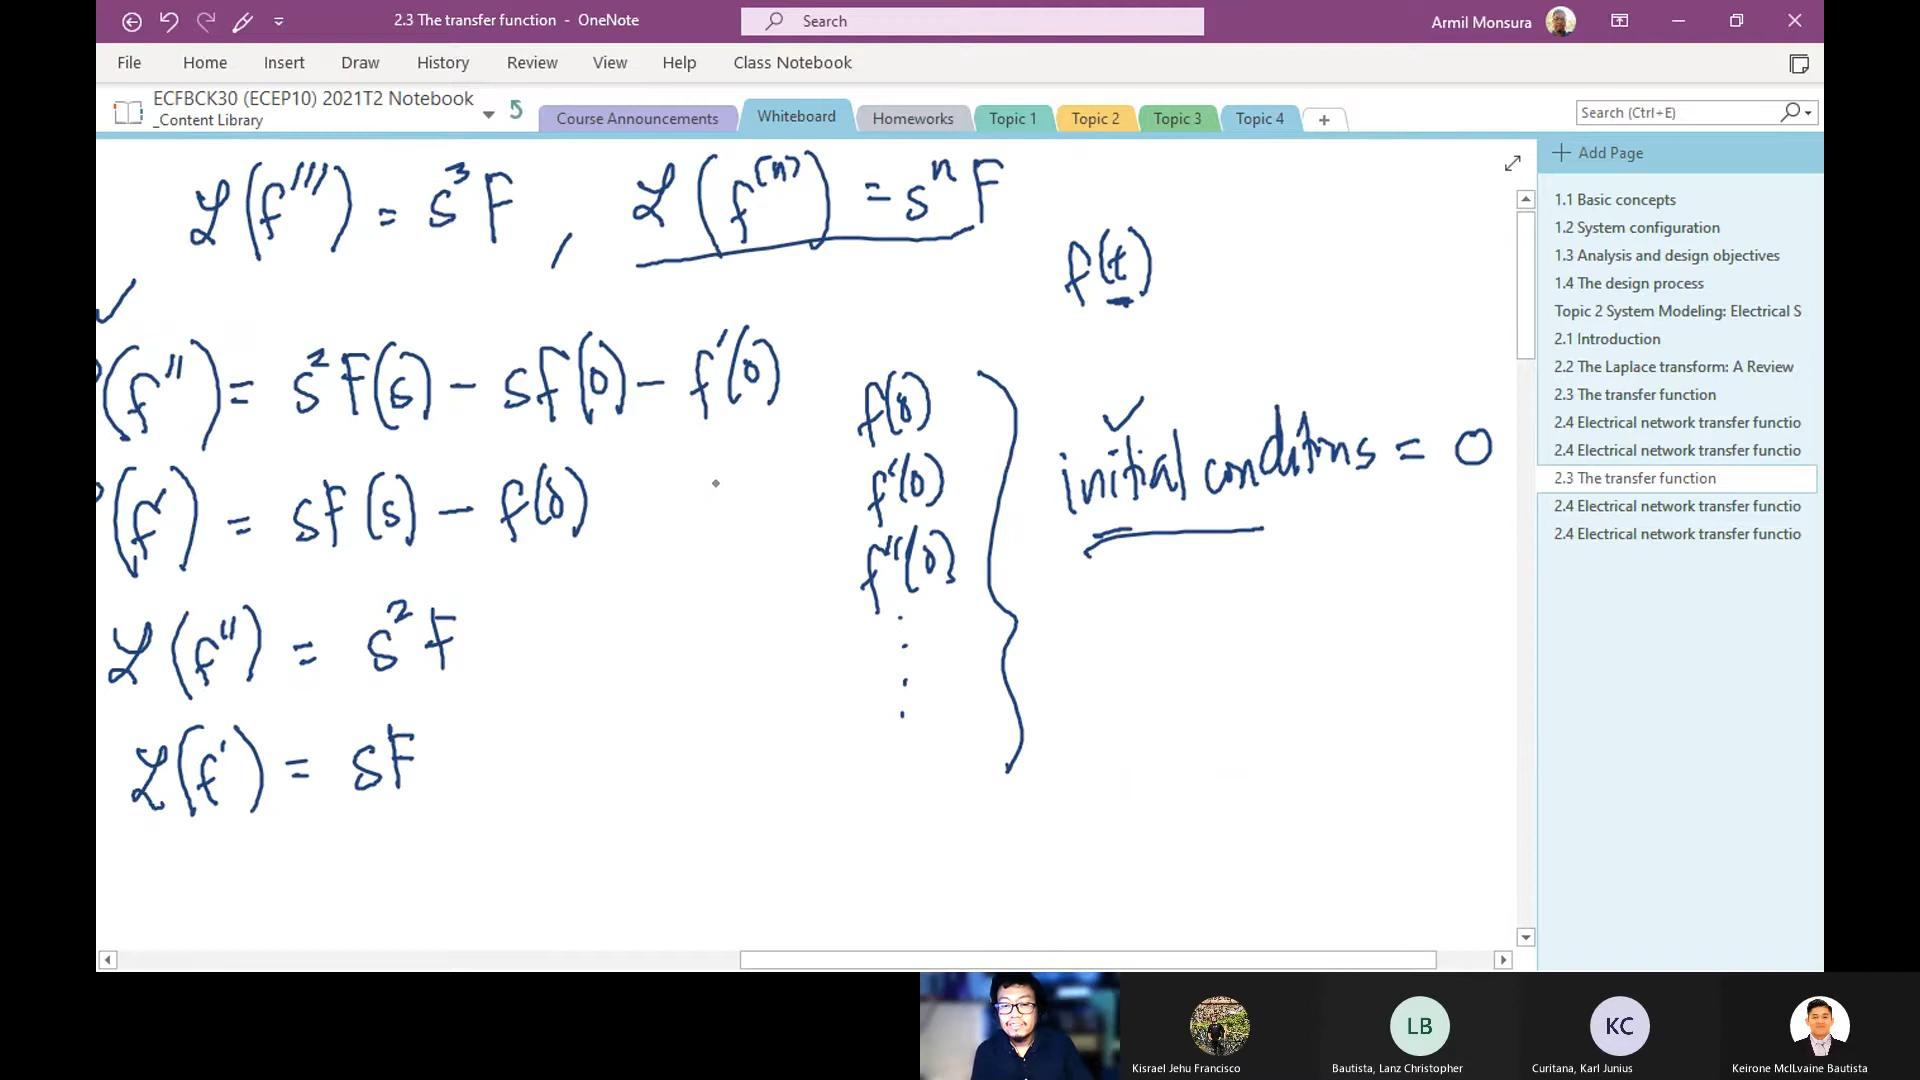 2.3 The transfer function - OneNote
Search
Armil Monsura
File Home Insert Draw History Review View Help Class Notebook
ECFBCK30 (ECEP10) 2021T2 Notebook
_Content Library
Course Announcements Whiteboard Homeworks Topic 1 Topic 2 Topic 3 Topic 4 +
Search (Ctrl+E)
ℒ(f''') = s³F , ℒ(f⁽ⁿ⁾) = sⁿF
f(t)
✓
(f'') = s²F(s) - sf(0) - f'(0)
(f') = sF(s) - f(0)
ℒ(f'') = s²F
ℒ(f') = sF
f(0)
f'(0)
f''(0)
⋮
✓
initial conditions = 0
Add Page
1.1 Basic concepts
1.2 System configuration
1.3 Analysis and design objectives
1.4 The design process
Topic 2 System Modeling: Electrical S
2.1 Introduction
2.2 The Laplace transform: A Review
2.3 The transfer function
2.4 Electrical network transfer functio
2.4 Electrical network transfer functio
2.3 The transfer function
2.4 Electrical network transfer functio
2.4 Electrical network transfer functio
LB
KC
Kisrael Jehu Francisco
Bautista, Lanz Christopher
Curitana, Karl Junius
Keirone McIlvaine Bautista